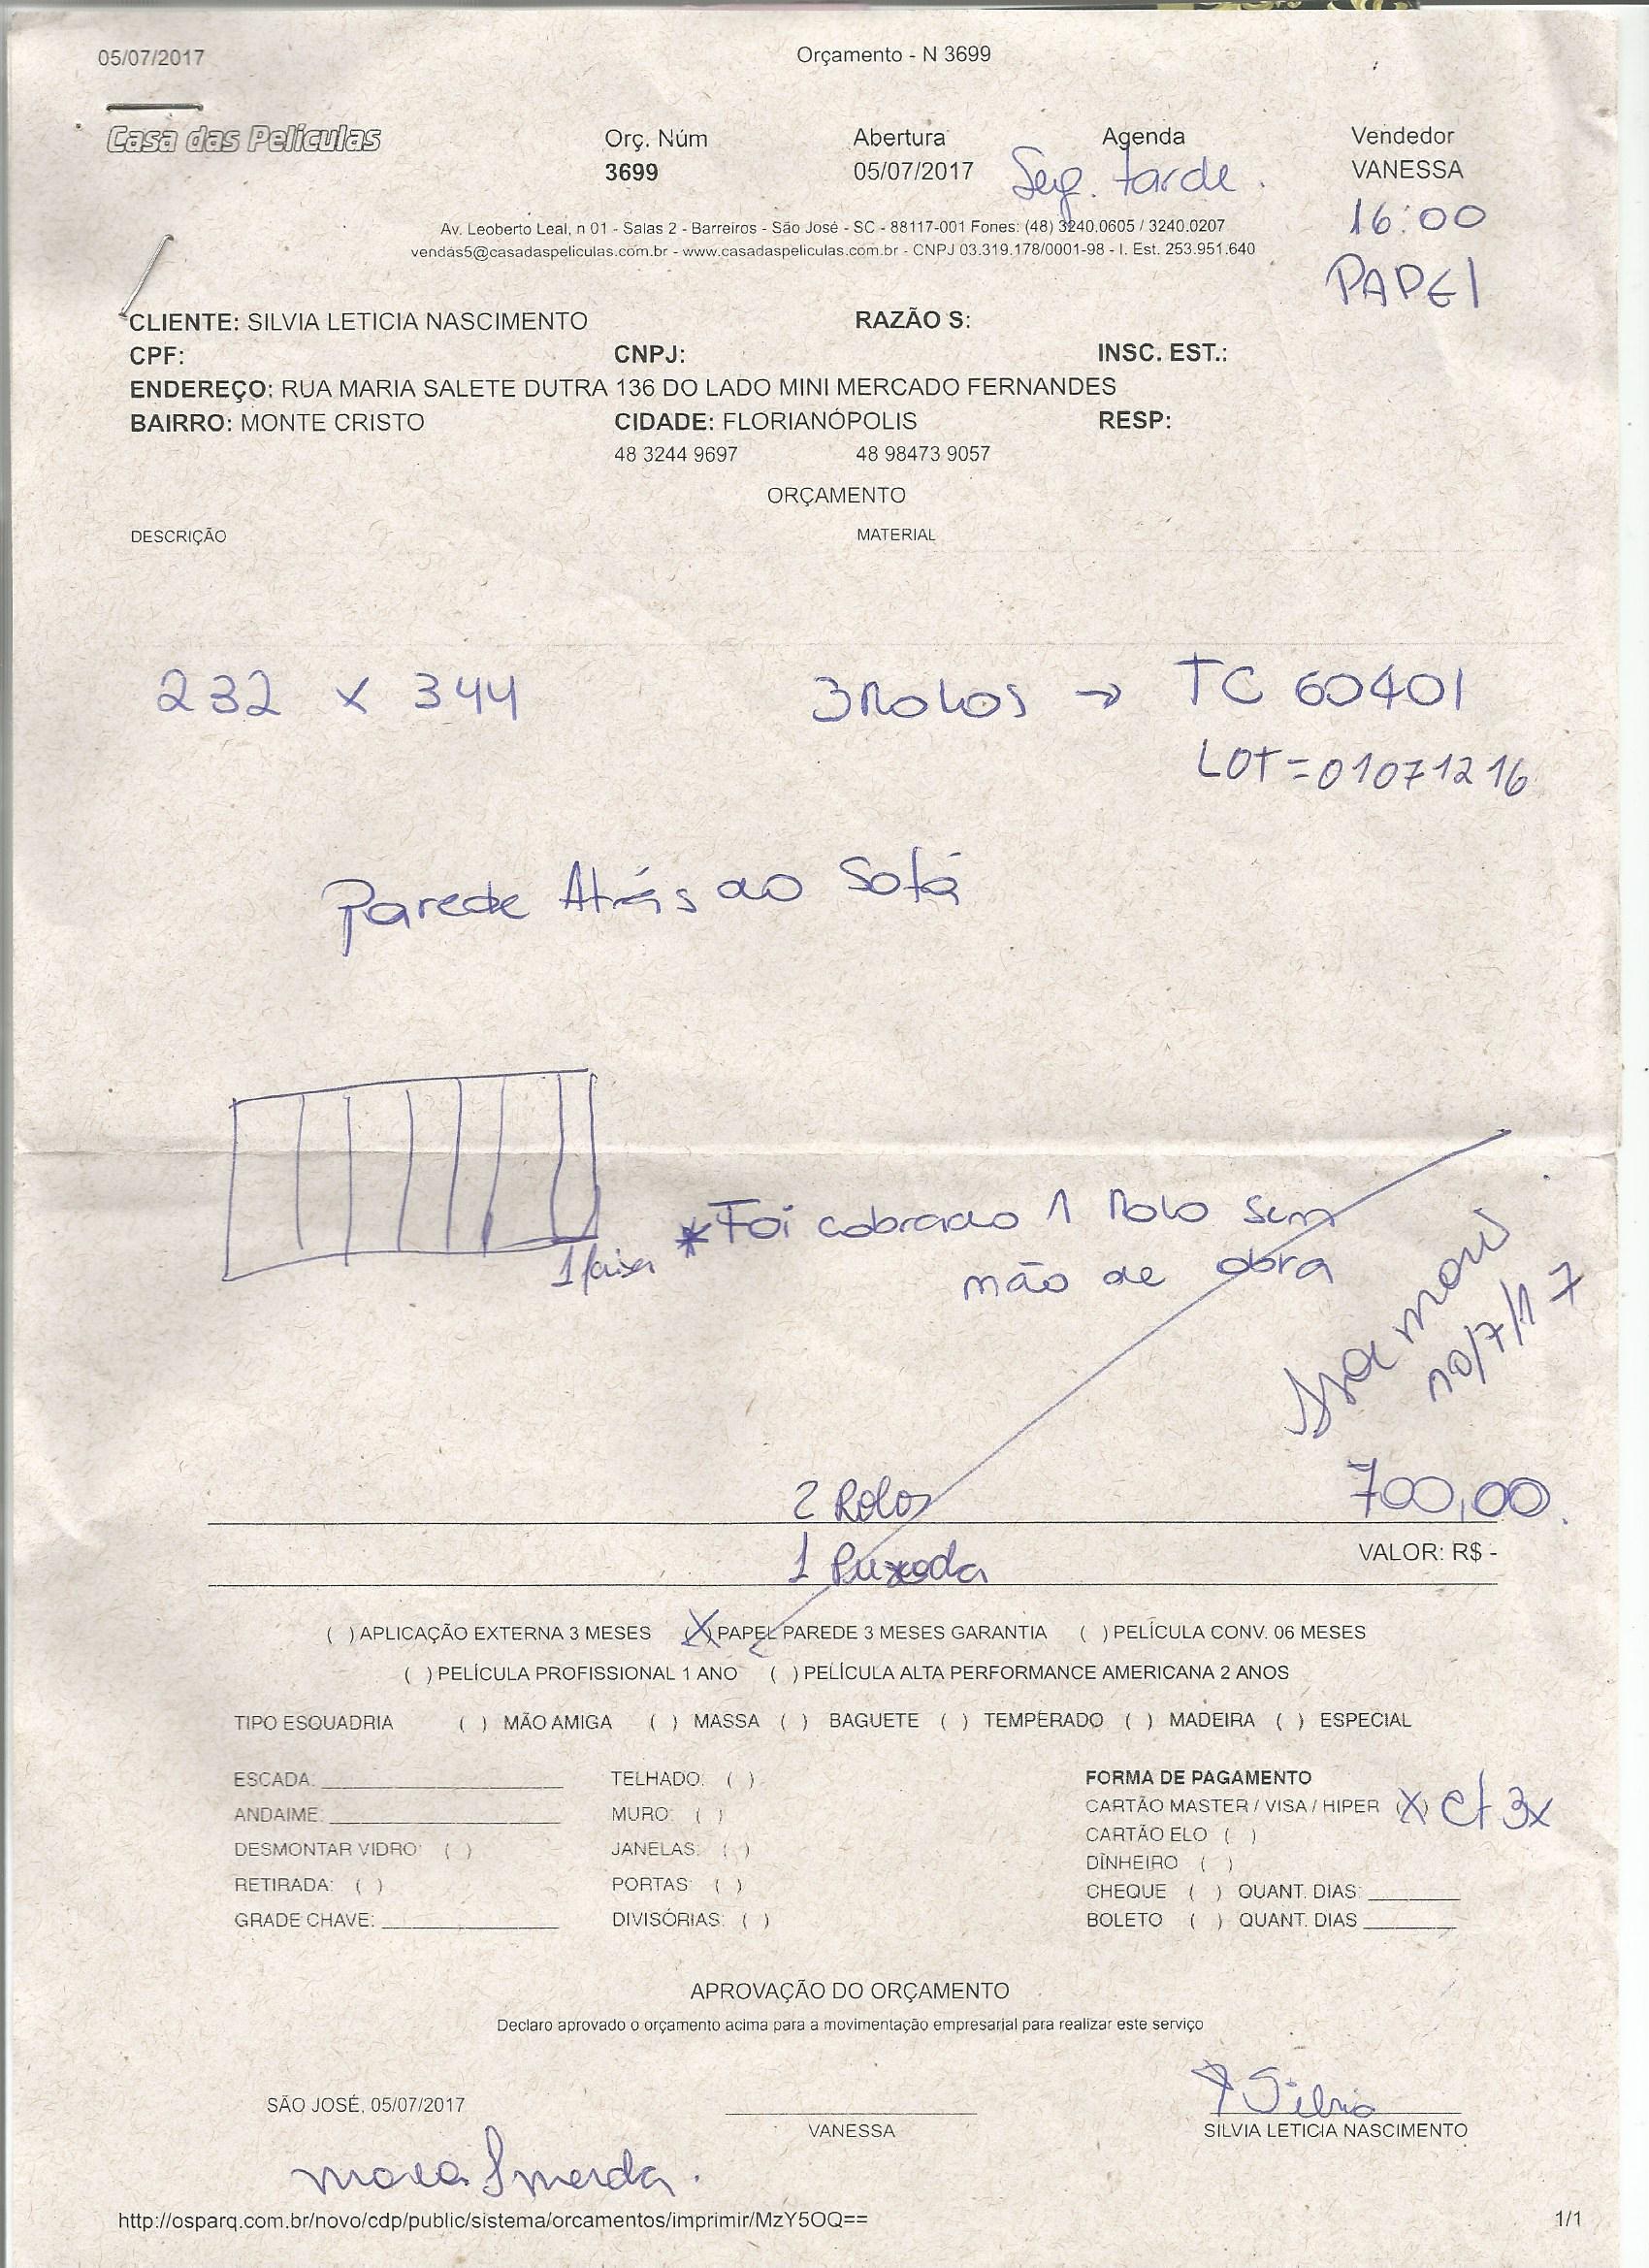 05/07/2017 Orçamento - N 3699
Casa das Películas
Orç. Núm Abertura Agenda Vendedor
3699 05/07/2017 Seg. tarde. VANESSA
16:00
Av. Leoberto Leal, n 01 - Salas 2 - Barreiros - São José - SC - 88117-001 Fones: (48) 3240.0605 / 3240.0207
vendas5@casadaspeliculas.com.br - www.casadaspeliculas.com.br - CNPJ 03.319.178/0001-98 - I. Est. 253.951.640
PAPEl
CLIENTE: SILVIA LETICIA NASCIMENTO RAZÃO S:
CPF: CNPJ: INSC. EST.:
ENDEREÇO: RUA MARIA SALETE DUTRA 136 DO LADO MINI MERCADO FERNANDES
BAIRRO: MONTE CRISTO CIDADE: FLORIANÓPOLIS RESP:
48 3244 9697 48 98473 9057
ORÇAMENTO
DESCRIÇÃO MATERIAL
232 x 344 3 Rolos → TC 60401
LOT = 01071216
Parede Atrás do Sofá
1 faixa *Foi cobrado 1 Rolo sem
mão de obra
10/7/17
2 Rolos 700,00
1 Puxada VALOR: R$ -
( ) APLICAÇÃO EXTERNA 3 MESES (X) PAPEL PAREDE 3 MESES GARANTIA ( ) PELÍCULA CONV. 06 MESES
( ) PELÍCULA PROFISSIONAL 1 ANO ( ) PELÍCULA ALTA PERFORMANCE AMERICANA 2 ANOS
TIPO ESQUADRIA ( ) MÃO AMIGA ( ) MASSA ( ) BAGUETE ( ) TEMPERADO ( ) MADEIRA ( ) ESPECIAL
ESCADA: TELHADO: ( ) FORMA DE PAGAMENTO
ANDAIME: MURO: ( ) CARTÃO MASTER / VISA / HIPER (X) ct 3x
DESMONTAR VIDRO: ( ) JANELAS: ( ) CARTÃO ELO ( )
RETIRADA: ( ) PORTAS: ( ) DINHEIRO ( )
GRADE CHAVE: DIVISÓRIAS: ( ) CHEQUE ( ) QUANT. DIAS:
BOLETO ( ) QUANT. DIAS
APROVAÇÃO DO ORÇAMENTO
Declaro aprovado o orçamento acima para a movimentação empresarial para realizar este serviço
SÃO JOSÉ, 05/07/2017 Silvia
VANESSA SILVIA LETICIA NASCIMENTO
http://osparq.com.br/novo/cdp/public/sistema/orcamentos/imprimir/MzY5OQ== 1/1